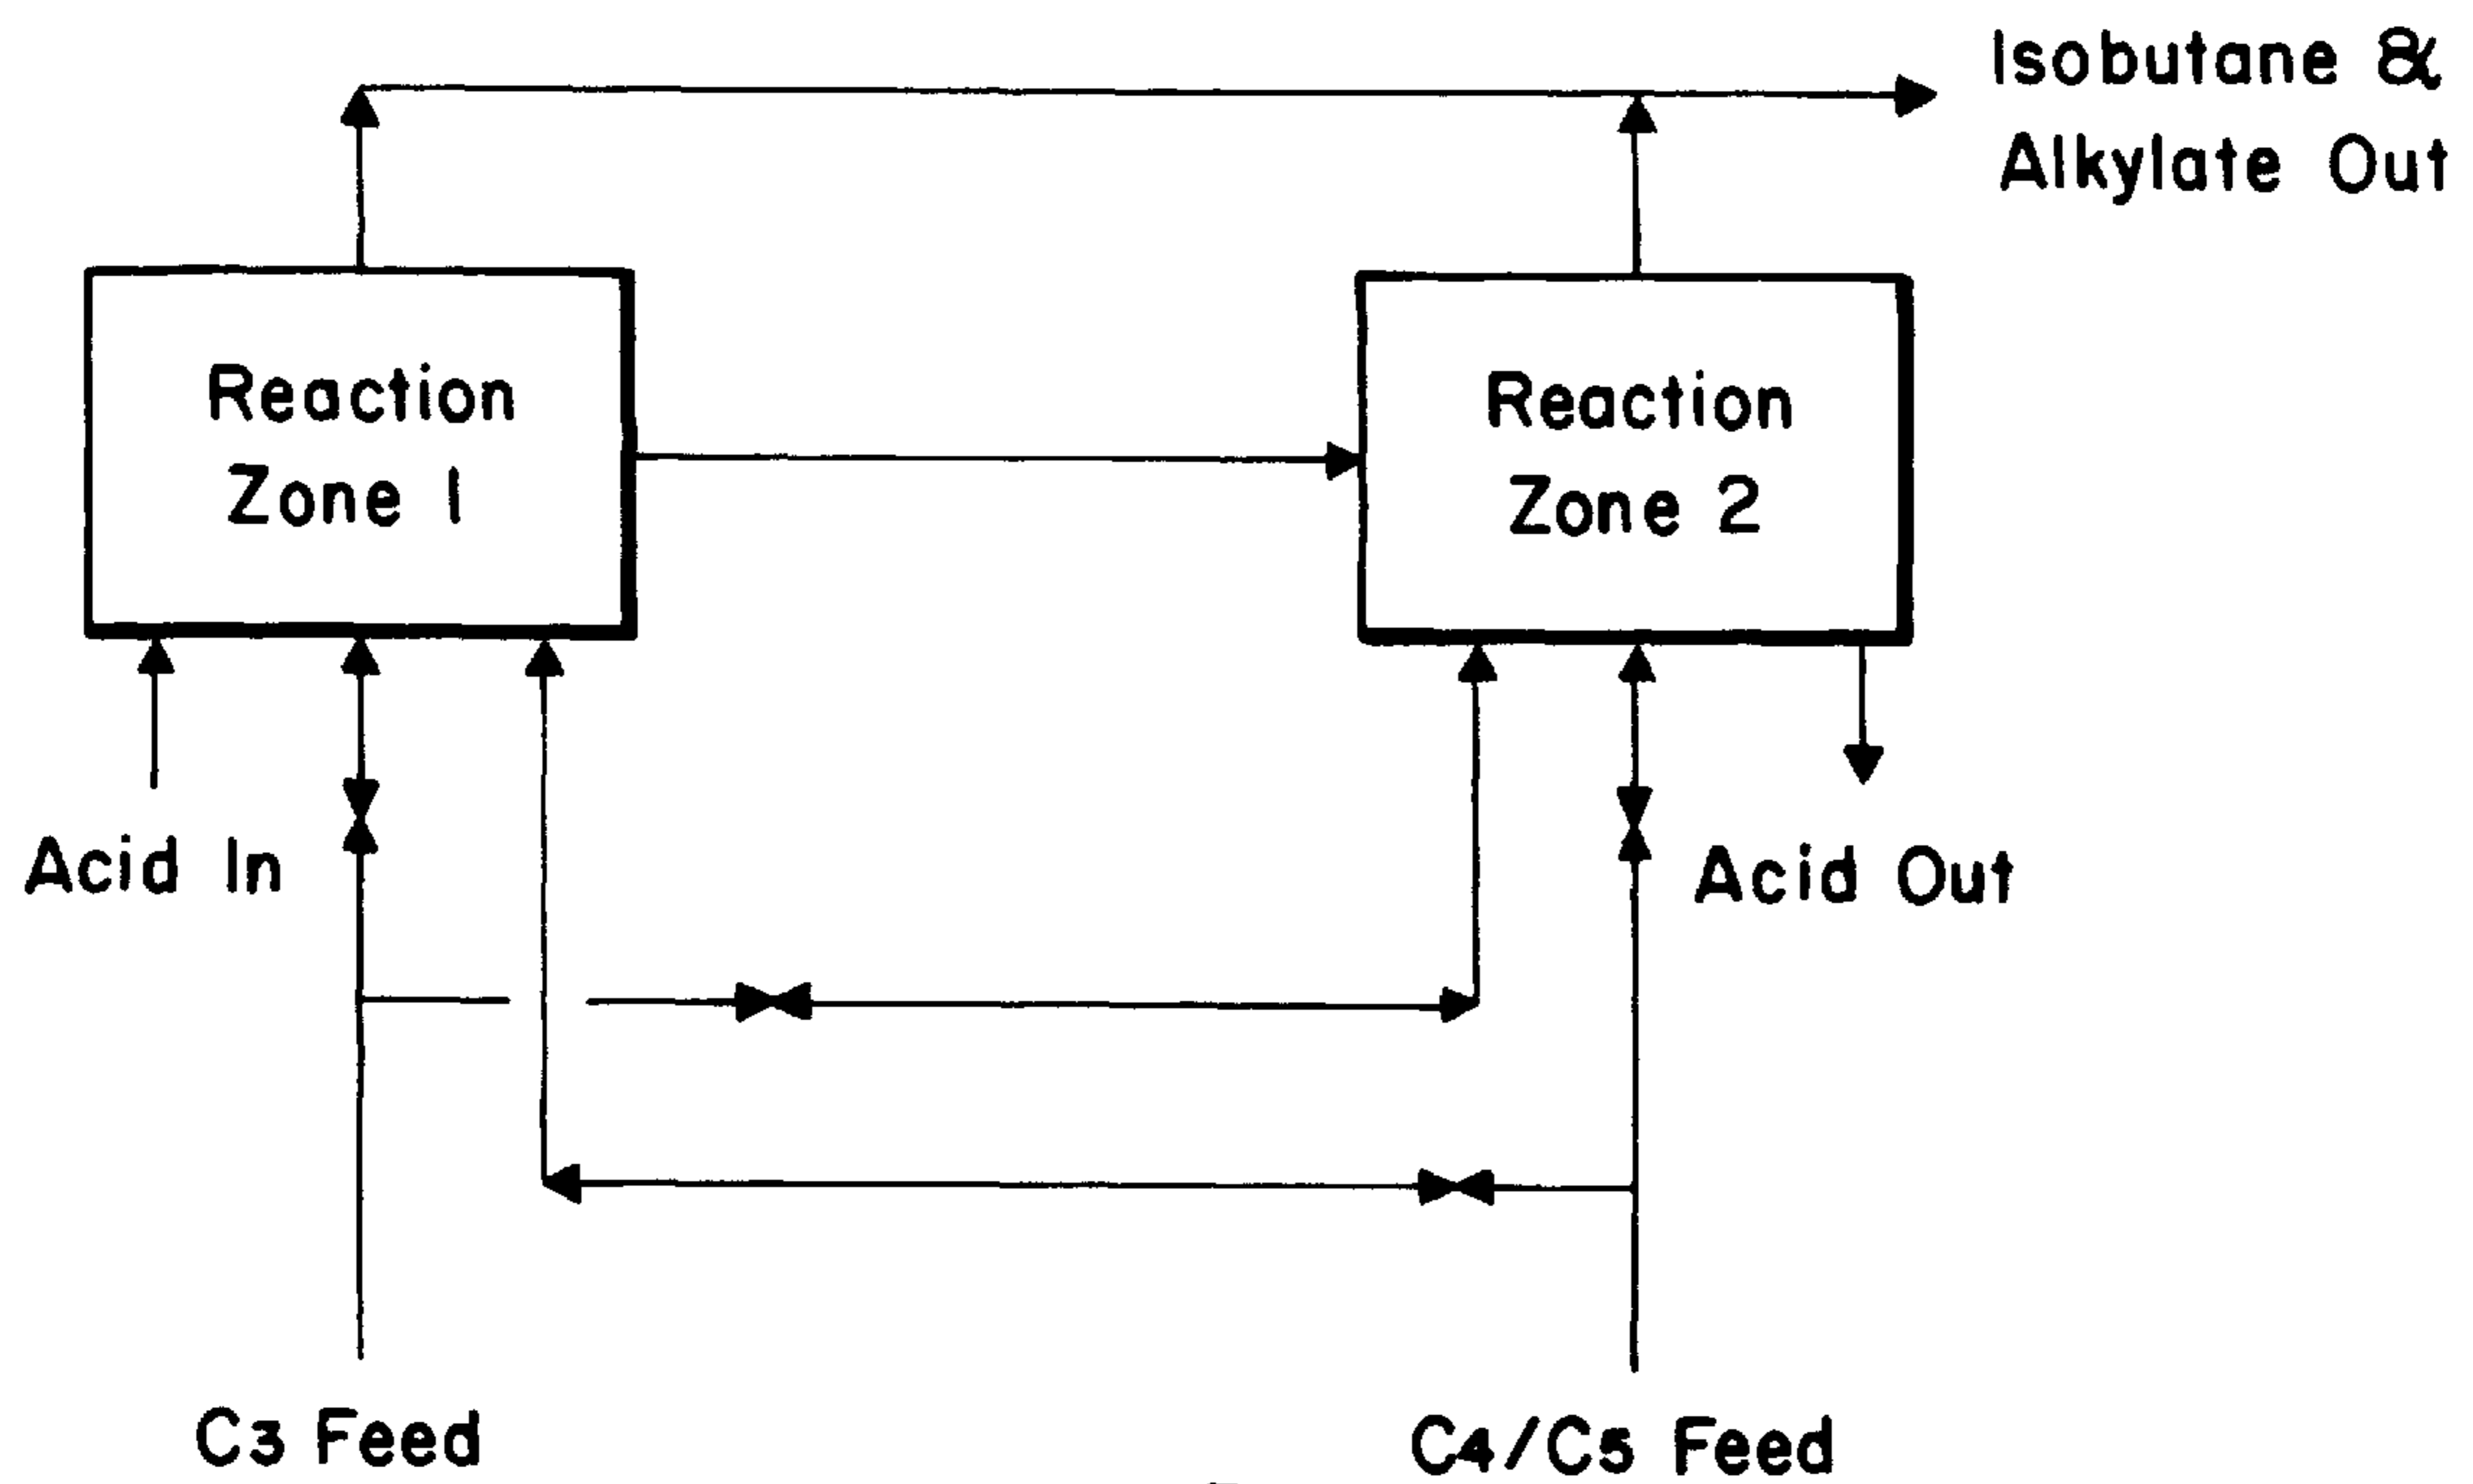 Isobutane &
Alkylate Out
Reaction
Zone 1
Reaction
Zone 2
Acid In
Acid Out
C3 Feed
C4/C5 Feed